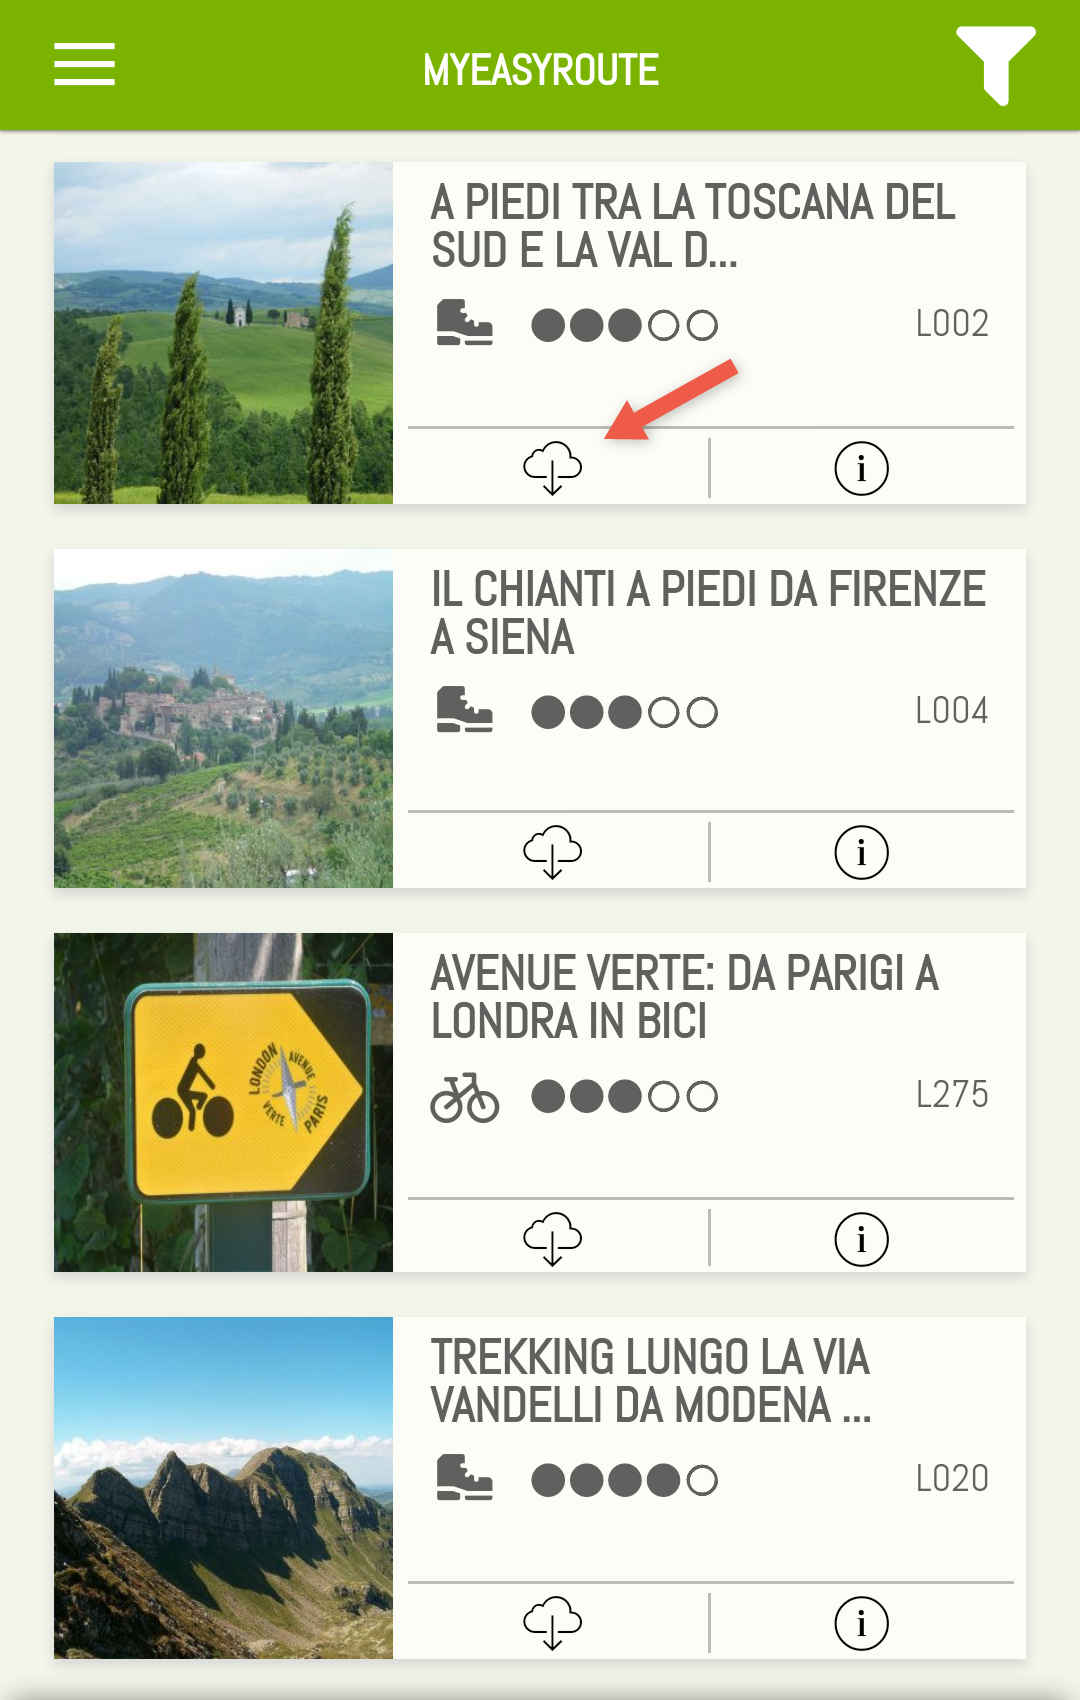 MYEASYROUTE
A PIEDI TRA LA TOSCANA DEL
SUD E LA VAL D...
L002
i
IL CHIANTI A PIEDI DA FIRENZE
A SIENA
L004
i
LONDON
AVENUE
VERTE
PARIS
AVENUE VERTE: DA PARIGI A
LONDRA IN BICI
L275
i
TREKKING LUNGO LA VIA
VANDELLI DA MODENA ...
L020
i